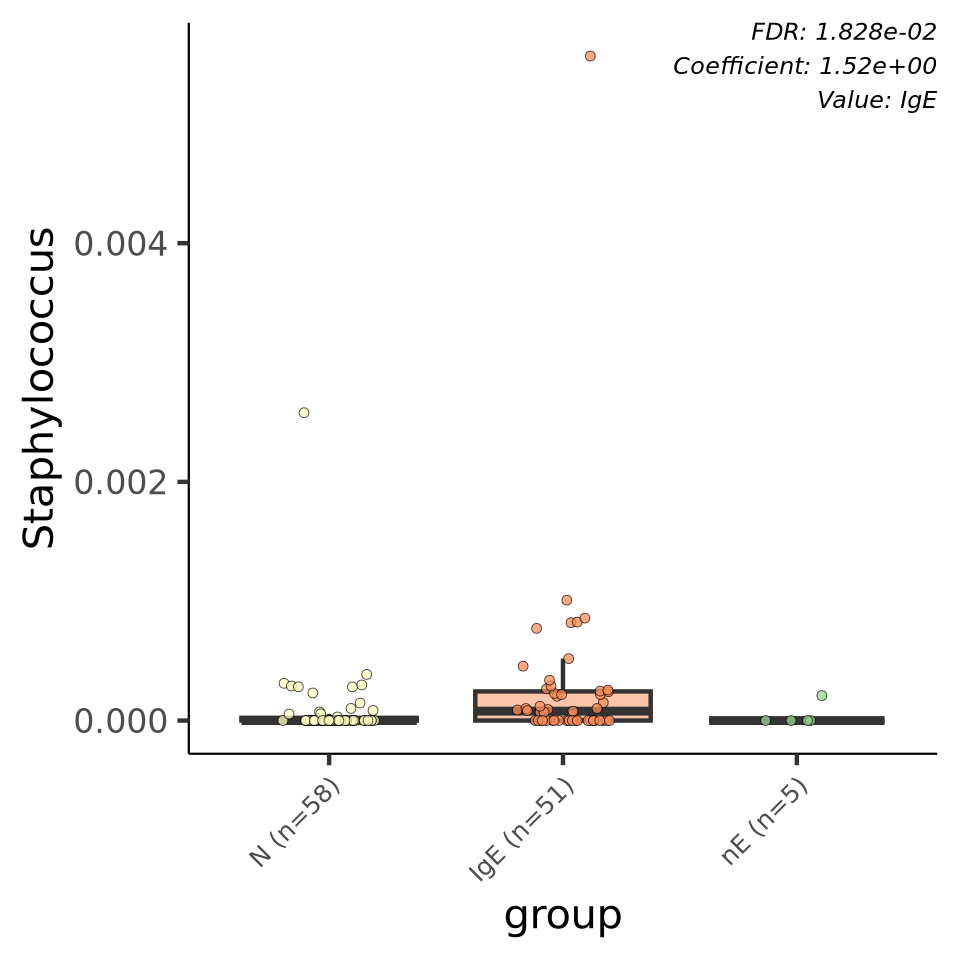 FDR: 1.828e-02
Coefficient: 1.52e+00
Value: IgE
Staphylococcus
0.004
0.002
0.000
N (n=58)
IgE (n=51)
nE (n=5)
group